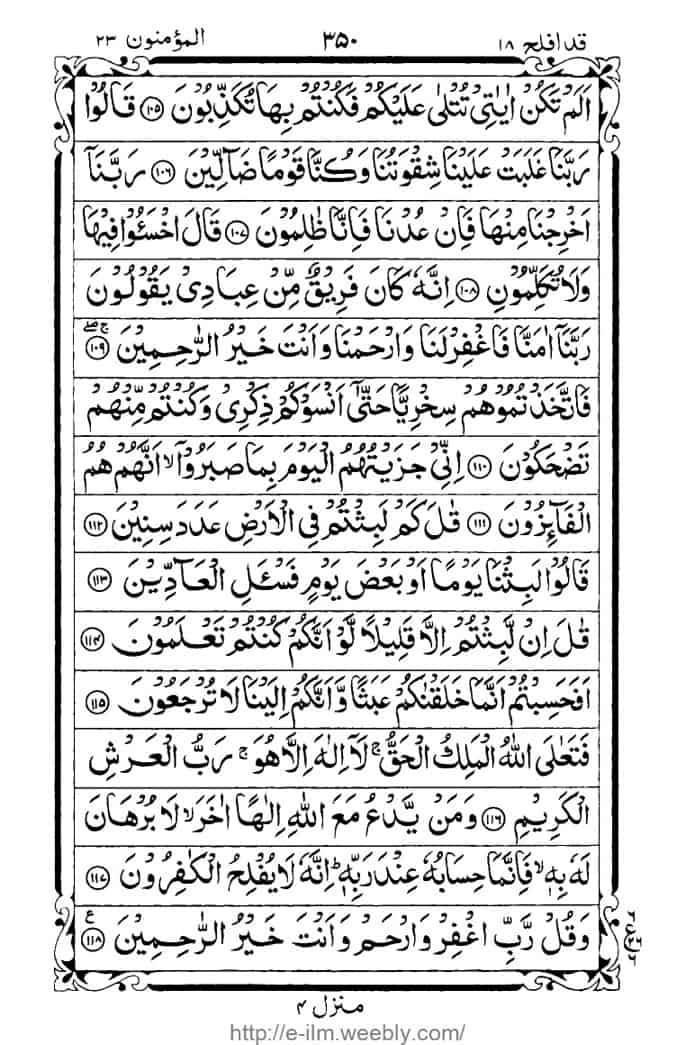 قد افلح ١٨ ٣٥٠ المؤمنون ٢٣
اَلَمْ تَكُنْ اٰيٰتِيْ تُتْلٰى عَلَيْكُمْ فَكُنْتُمْ بِهَا تُكَذِّبُوْنَ ۝١٠٥ قَالُوْا
رَبَّنَا غَلَبَتْ عَلَيْنَا شِقْوَتُنَا وَكُنَّا قَوْمًا ضَآلِّيْنَ ۝١٠٦ رَبَّنَآ
اَخْرِجْنَا مِنْهَا فَاِنْ عُدْنَا فَاِنَّا ظٰلِمُوْنَ ۝١٠٧ قَالَ اخْسَـُٔوْا فِيْهَا
وَلَا تُكَلِّمُوْنِ ۝١٠٨ اِنَّهٗ كَانَ فَرِيْقٌ مِّنْ عِبَادِيْ يَقُوْلُوْنَ
رَبَّنَآ اٰمَنَّا فَاغْفِرْ لَنَا وَارْحَمْنَا وَاَنْتَ خَيْرُ الرّٰحِمِيْنَ ۝١٠٩
فَاتَّخَذْتُمُوْهُمْ سِخْرِيًّا حَتّٰٓى اَنْسَوْكُمْ ذِكْرِيْ وَكُنْتُمْ مِّنْهُمْ
تَضْحَكُوْنَ ۝١١٠ اِنِّيْ جَزَيْتُهُمُ الْيَوْمَ بِمَا صَبَرُوْٓا ۙ اَنَّهُمْ هُمُ
الْفَآئِزُوْنَ ۝١١١ قٰلَ كَمْ لَبِثْتُمْ فِي الْاَرْضِ عَدَدَ سِنِيْنَ ۝١١٢
قَالُوْا لَبِثْنَا يَوْمًا اَوْ بَعْضَ يَوْمٍ فَسْـَٔلِ الْعَآدِّيْنَ ۝١١٣
قٰلَ اِنْ لَّبِثْتُمْ اِلَّا قَلِيْلًا لَّوْ اَنَّكُمْ كُنْتُمْ تَعْلَمُوْنَ ۝١١٤
اَفَحَسِبْتُمْ اَنَّمَا خَلَقْنٰكُمْ عَبَثًا وَّاَنَّكُمْ اِلَيْنَا لَا تُرْجَعُوْنَ ۝١١٥
فَتَعٰلَى اللّٰهُ الْمَلِكُ الْحَقُّ ۚ لَآ اِلٰهَ اِلَّا هُوَ ۚ رَبُّ الْعَرْشِ
الْكَرِيْمِ ۝١١٦ وَمَنْ يَّدْعُ مَعَ اللّٰهِ اِلٰهًا اٰخَرَ ۙ لَا بُرْهَانَ
لَهٗ بِهٖ ۙ فَاِنَّمَا حِسَابُهٗ عِنْدَ رَبِّهٖ ؕ اِنَّهٗ لَا يُفْلِحُ الْكٰفِرُوْنَ ۝١١٧
وَقُلْ رَّبِّ اغْفِرْ وَارْحَمْ وَاَنْتَ خَيْرُ الرّٰحِمِيْنَ ۝١١٨
منزل ۴
http://e-ilm.weebly.com/